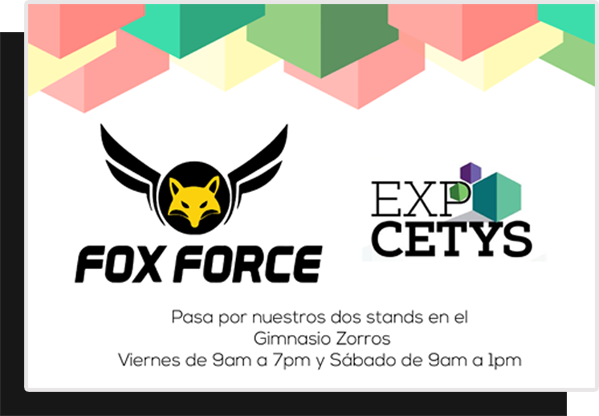 FOX FORCE
EXP
CETYS
Pasa por nuestros dos stands en el
Gimnasio Zorros
Viernes de 9am a 7pm y Sábado de 9am a 1pm